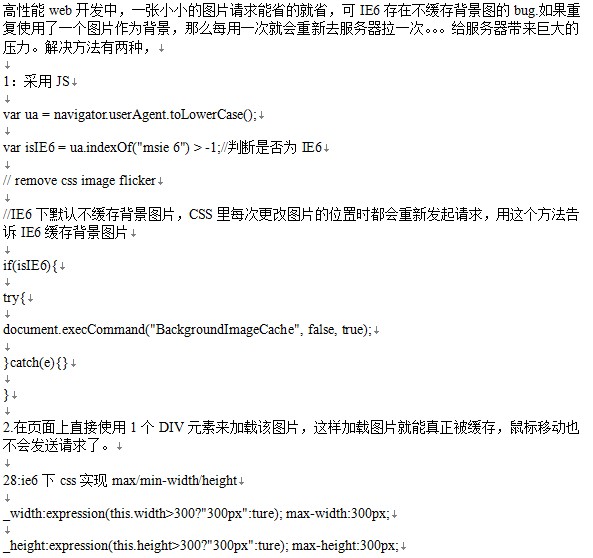 高性能 web 开发中，一张小小的图片请求能省的就省，可 IE6 存在不缓存背景图的 bug.如果重
复使用了一个图片作为背景，那么每用一次就会重新去服务器拉一次。。。给服务器带来巨大的
压力。解决方法有两种，
1：采用 JS
var ua = navigator.userAgent.toLowerCase();
var isIE6 = ua.indexOf("msie 6") > -1;//判断是否为 IE6
// remove css image flicker
//IE6 下默认不缓存背景图片，CSS 里每次更改图片的位置时都会重新发起请求，用这个方法告
诉 IE6 缓存背景图片
if(isIE6){
try{
document.execCommand("BackgroundImageCache", false, true);
}catch(e){}
}
2.在页面上直接使用 1 个 DIV 元素来加载该图片，这样加载图片就能真正被缓存，鼠标移动也
不会发送请求了。
28:ie6 下 css 实现 max/min-width/height
_width:expression(this.width>300?"300px":ture); max-width:300px;
_height:expression(this.height>300?"300px":ture); max-height:300px;